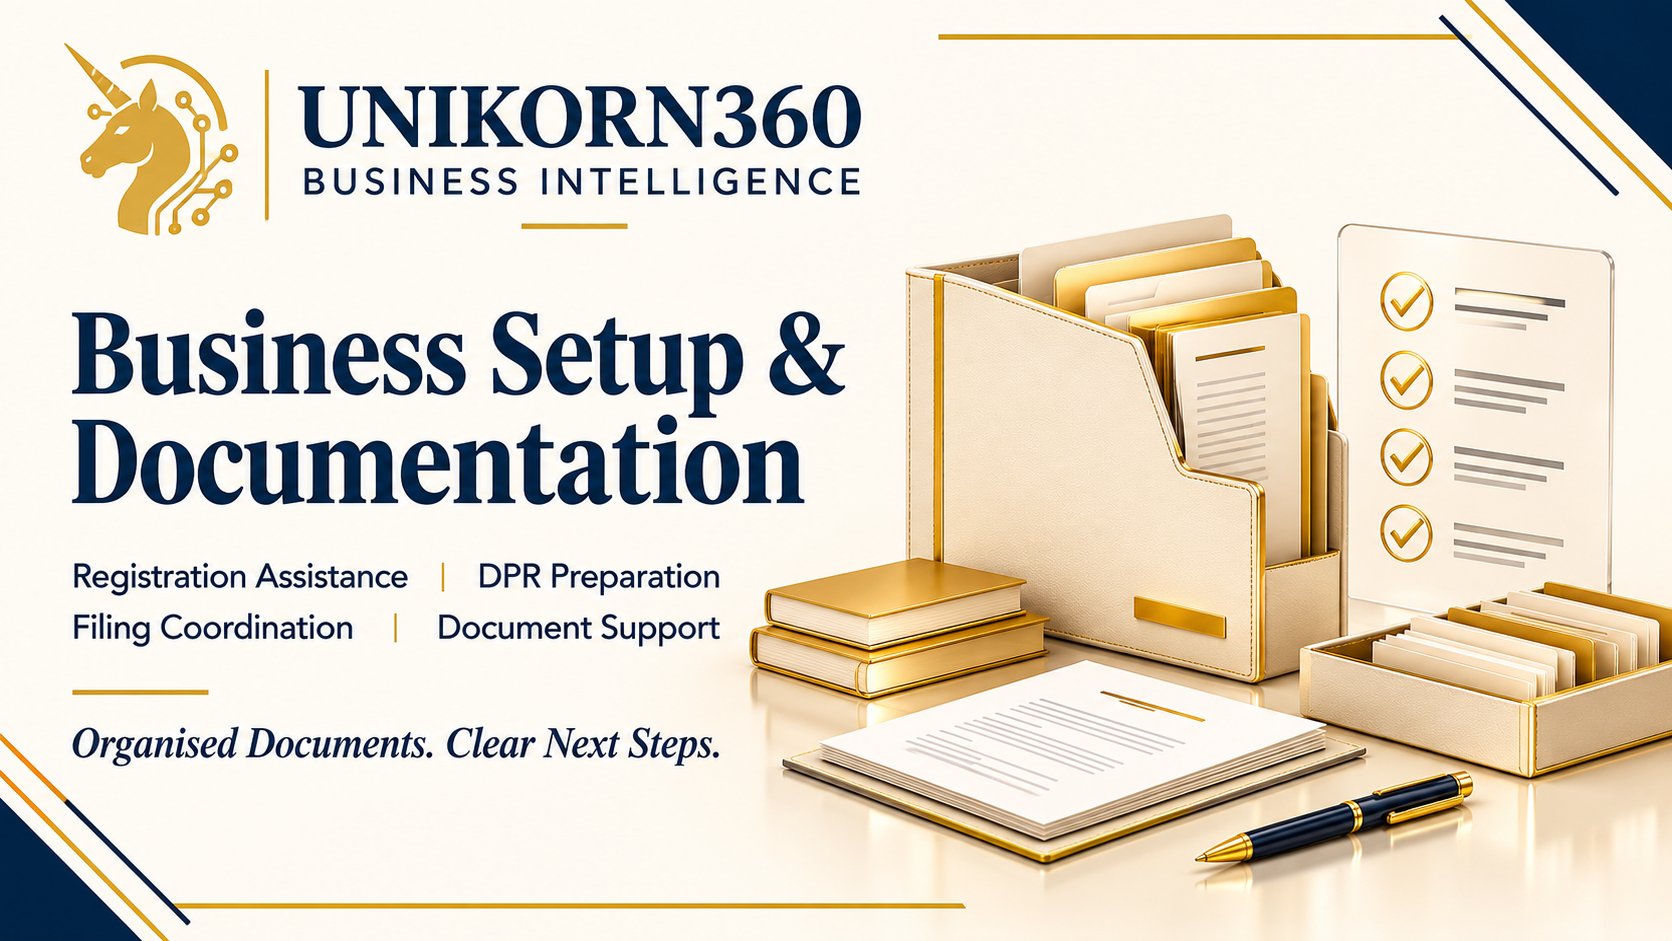 UNIKORN360
BUSINESS INTELLIGENCE
Business Setup &
Documentation
Registration Assistance | DPR Preparation
Filing Coordination | Document Support
Organised Documents. Clear Next Steps.